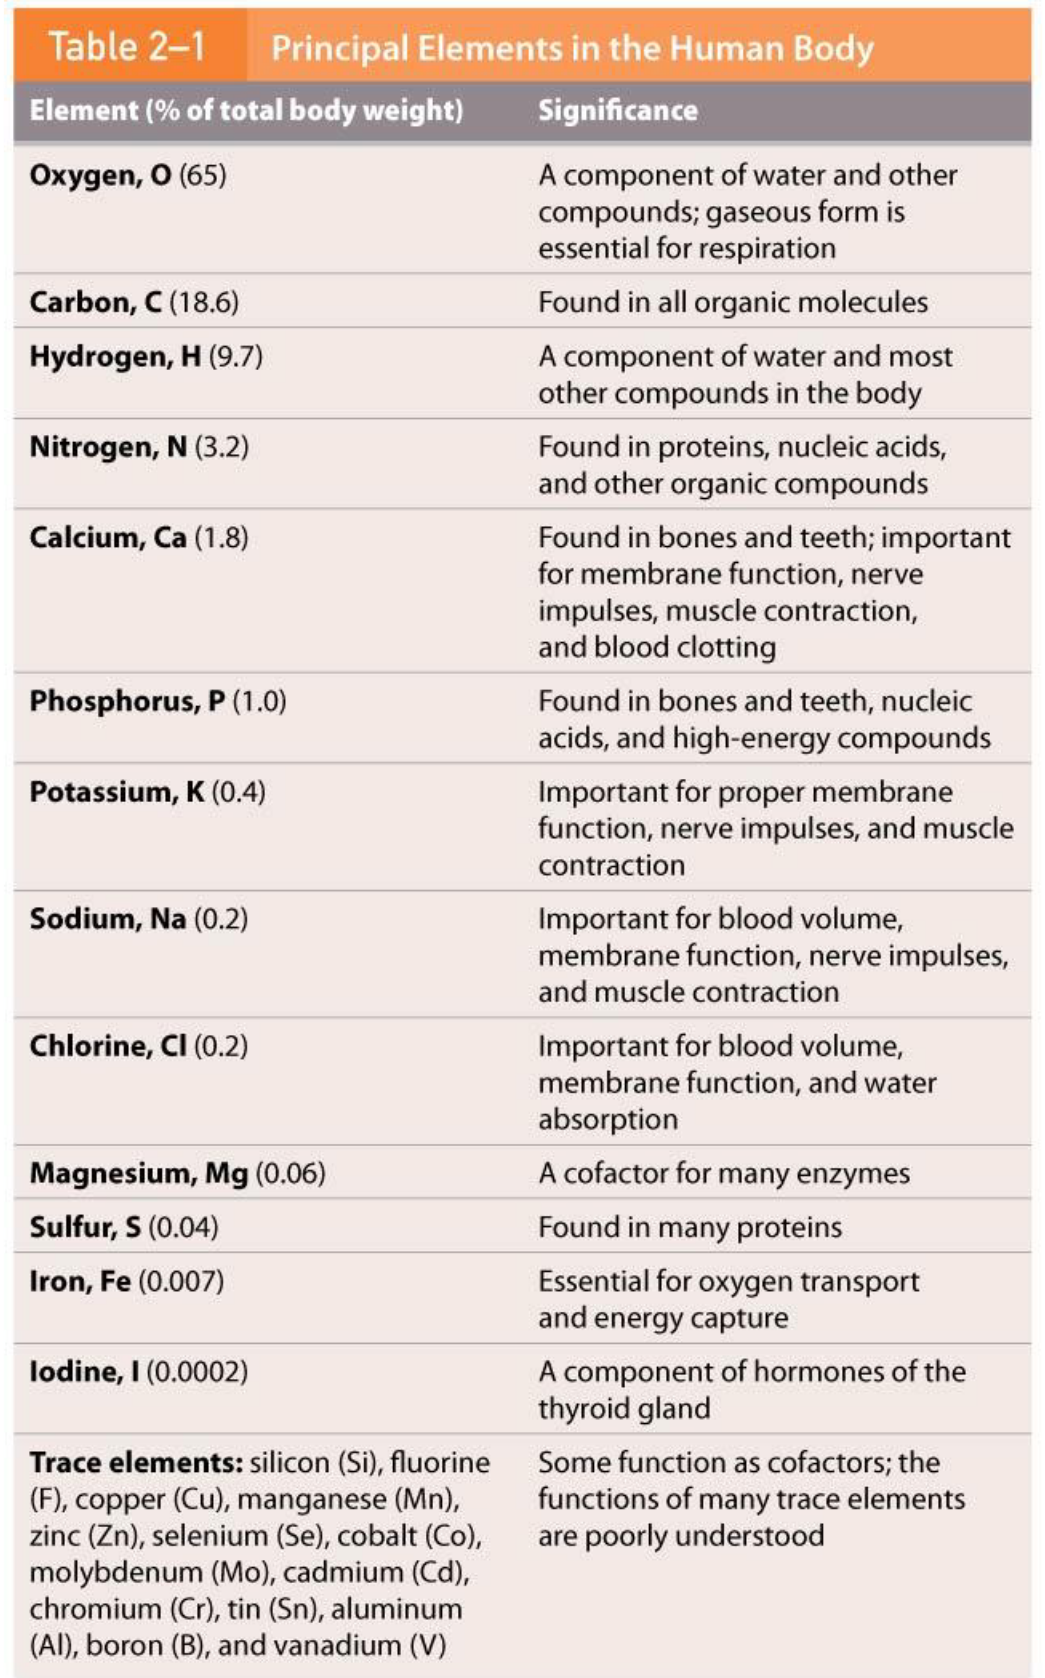 Table 2–1 Principal Elements in the Human Body
Element (% of total body weight) Significance
Oxygen, O (65) A component of water and other
compounds; gaseous form is
essential for respiration
Carbon, C (18.6) Found in all organic molecules
Hydrogen, H (9.7) A component of water and most
other compounds in the body
Nitrogen, N (3.2) Found in proteins, nucleic acids,
and other organic compounds
Calcium, Ca (1.8) Found in bones and teeth; important
for membrane function, nerve
impulses, muscle contraction,
and blood clotting
Phosphorus, P (1.0) Found in bones and teeth, nucleic
acids, and high-energy compounds
Potassium, K (0.4) Important for proper membrane
function, nerve impulses, and muscle
contraction
Sodium, Na (0.2) Important for blood volume,
membrane function, nerve impulses,
and muscle contraction
Chlorine, Cl (0.2) Important for blood volume,
membrane function, and water
absorption
Magnesium, Mg (0.06) A cofactor for many enzymes
Sulfur, S (0.04) Found in many proteins
Iron, Fe (0.007) Essential for oxygen transport
and energy capture
Iodine, I (0.0002) A component of hormones of the
thyroid gland
Trace elements: silicon (Si), fluorine
(F), copper (Cu), manganese (Mn),
zinc (Zn), selenium (Se), cobalt (Co),
molybdenum (Mo), cadmium (Cd),
chromium (Cr), tin (Sn), aluminum
(Al), boron (B), and vanadium (V)
Some function as cofactors; the
functions of many trace elements
are poorly understood